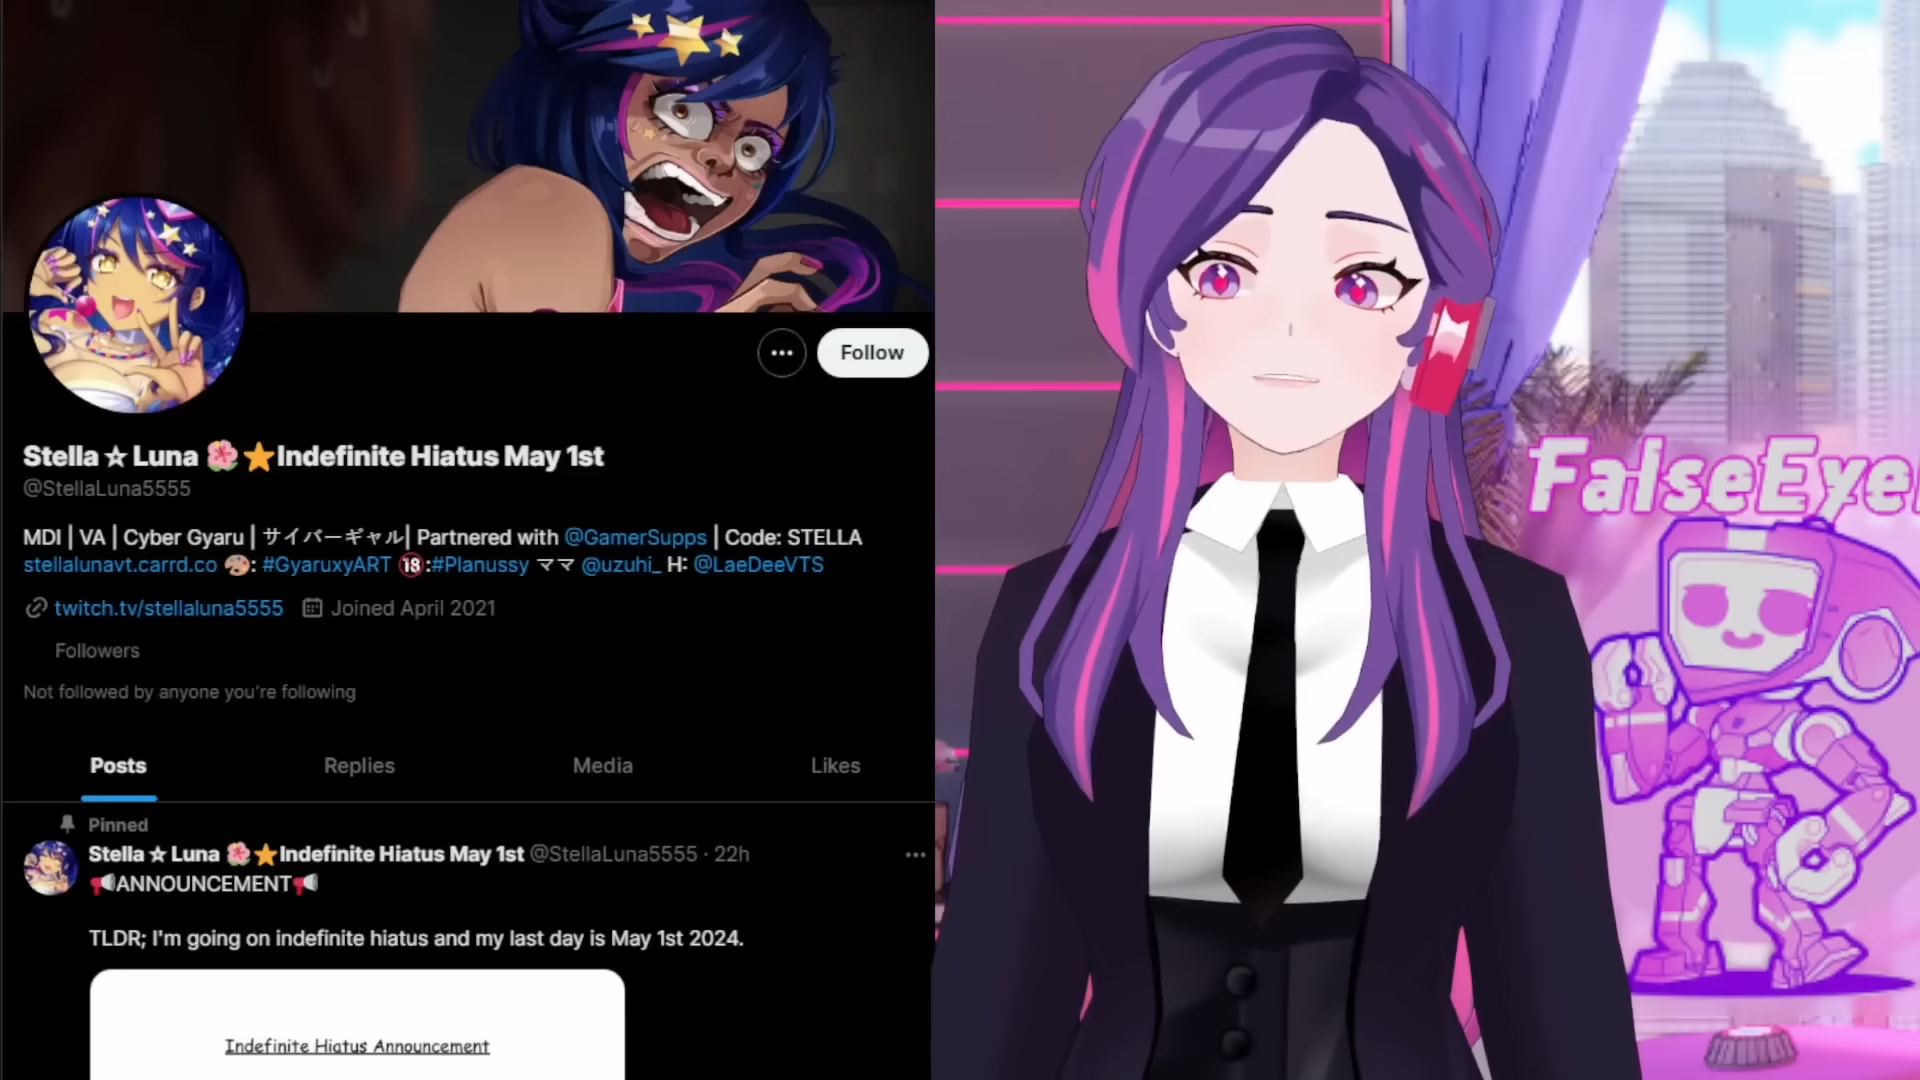 Follow
Stella ☆ Luna 🌺⭐Indefinite Hiatus May 1st
@StellaLuna5555
MDI | VA | Cyber Gyaru | サイバーギャル| Partnered with @GamerSupps | Code: STELLA
stellalunavt.carrd.co 🎨: #GyaruxyART 🔞:#Planussy ママ @uzuhi_ H: @LaeDeeVTS
twitch.tv/stellaluna5555 Joined April 2021
Followers
Not followed by anyone you're following
Posts Replies Media Likes
Pinned
Stella ☆ Luna 🌺⭐Indefinite Hiatus May 1st @StellaLuna5555 · 22h
📢ANNOUNCEMENT📢
TLDR; I'm going on indefinite hiatus and my last day is May 1st 2024.
Indefinite Hiatus Announcement
FalseEye